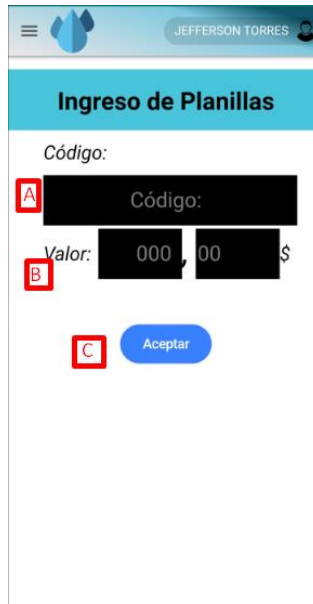 JEFFERSON TORRES
Ingreso de Planillas
Código:
A Código:
Valor: 000 , 00 $
B
C Aceptar